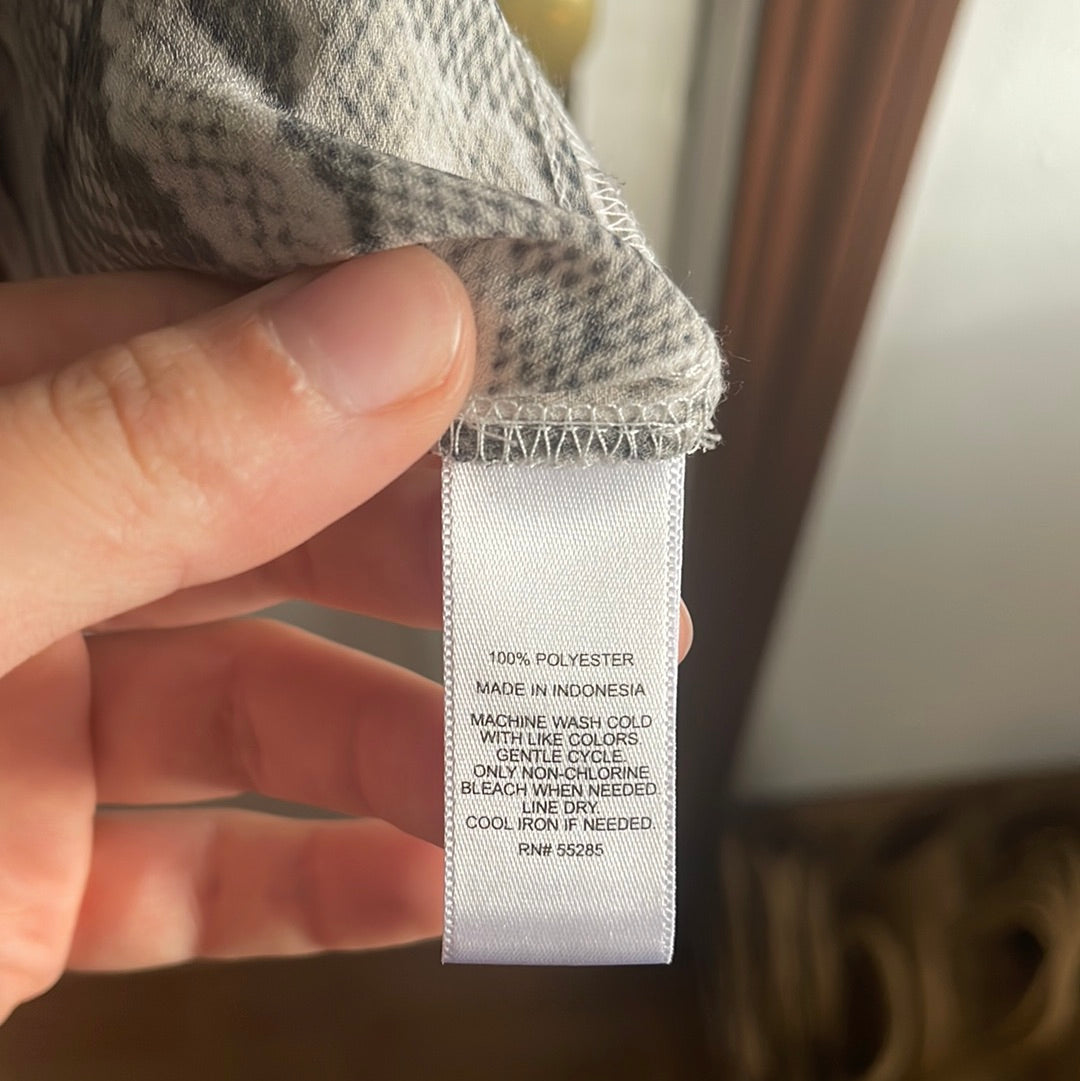 100% POLYESTER
MADE IN INDONESIA
MACHINE WASH COLD
WITH LIKE COLORS.
GENTLE CYCLE.
ONLY NON-CHLORINE
BLEACH WHEN NEEDED.
LINE DRY.
COOL IRON IF NEEDED.
RN# 55285